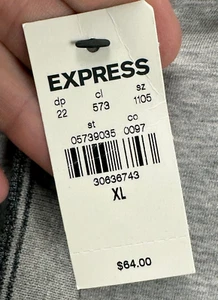 EXPRESS
dp cl sz
22 573 1105
st co
05739035 0097
30636743
XL
$64.00